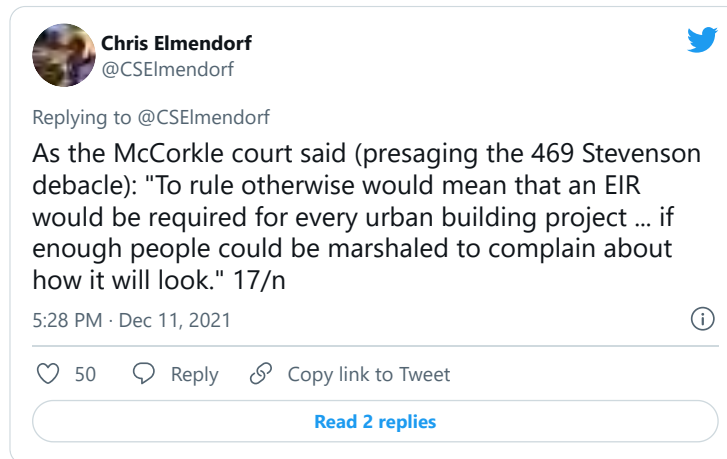 Chris Elmendorf
@CSElmendorf
Replying to @CSElmendorf
As the McCorkle court said (presaging the 469 Stevenson
debacle): "To rule otherwise would mean that an EIR
would be required for every urban building project ... if
enough people could be marshaled to complain about
how it will look." 17/n
5:28 PM · Dec 11, 2021
50 Reply Copy link to Tweet
Read 2 replies